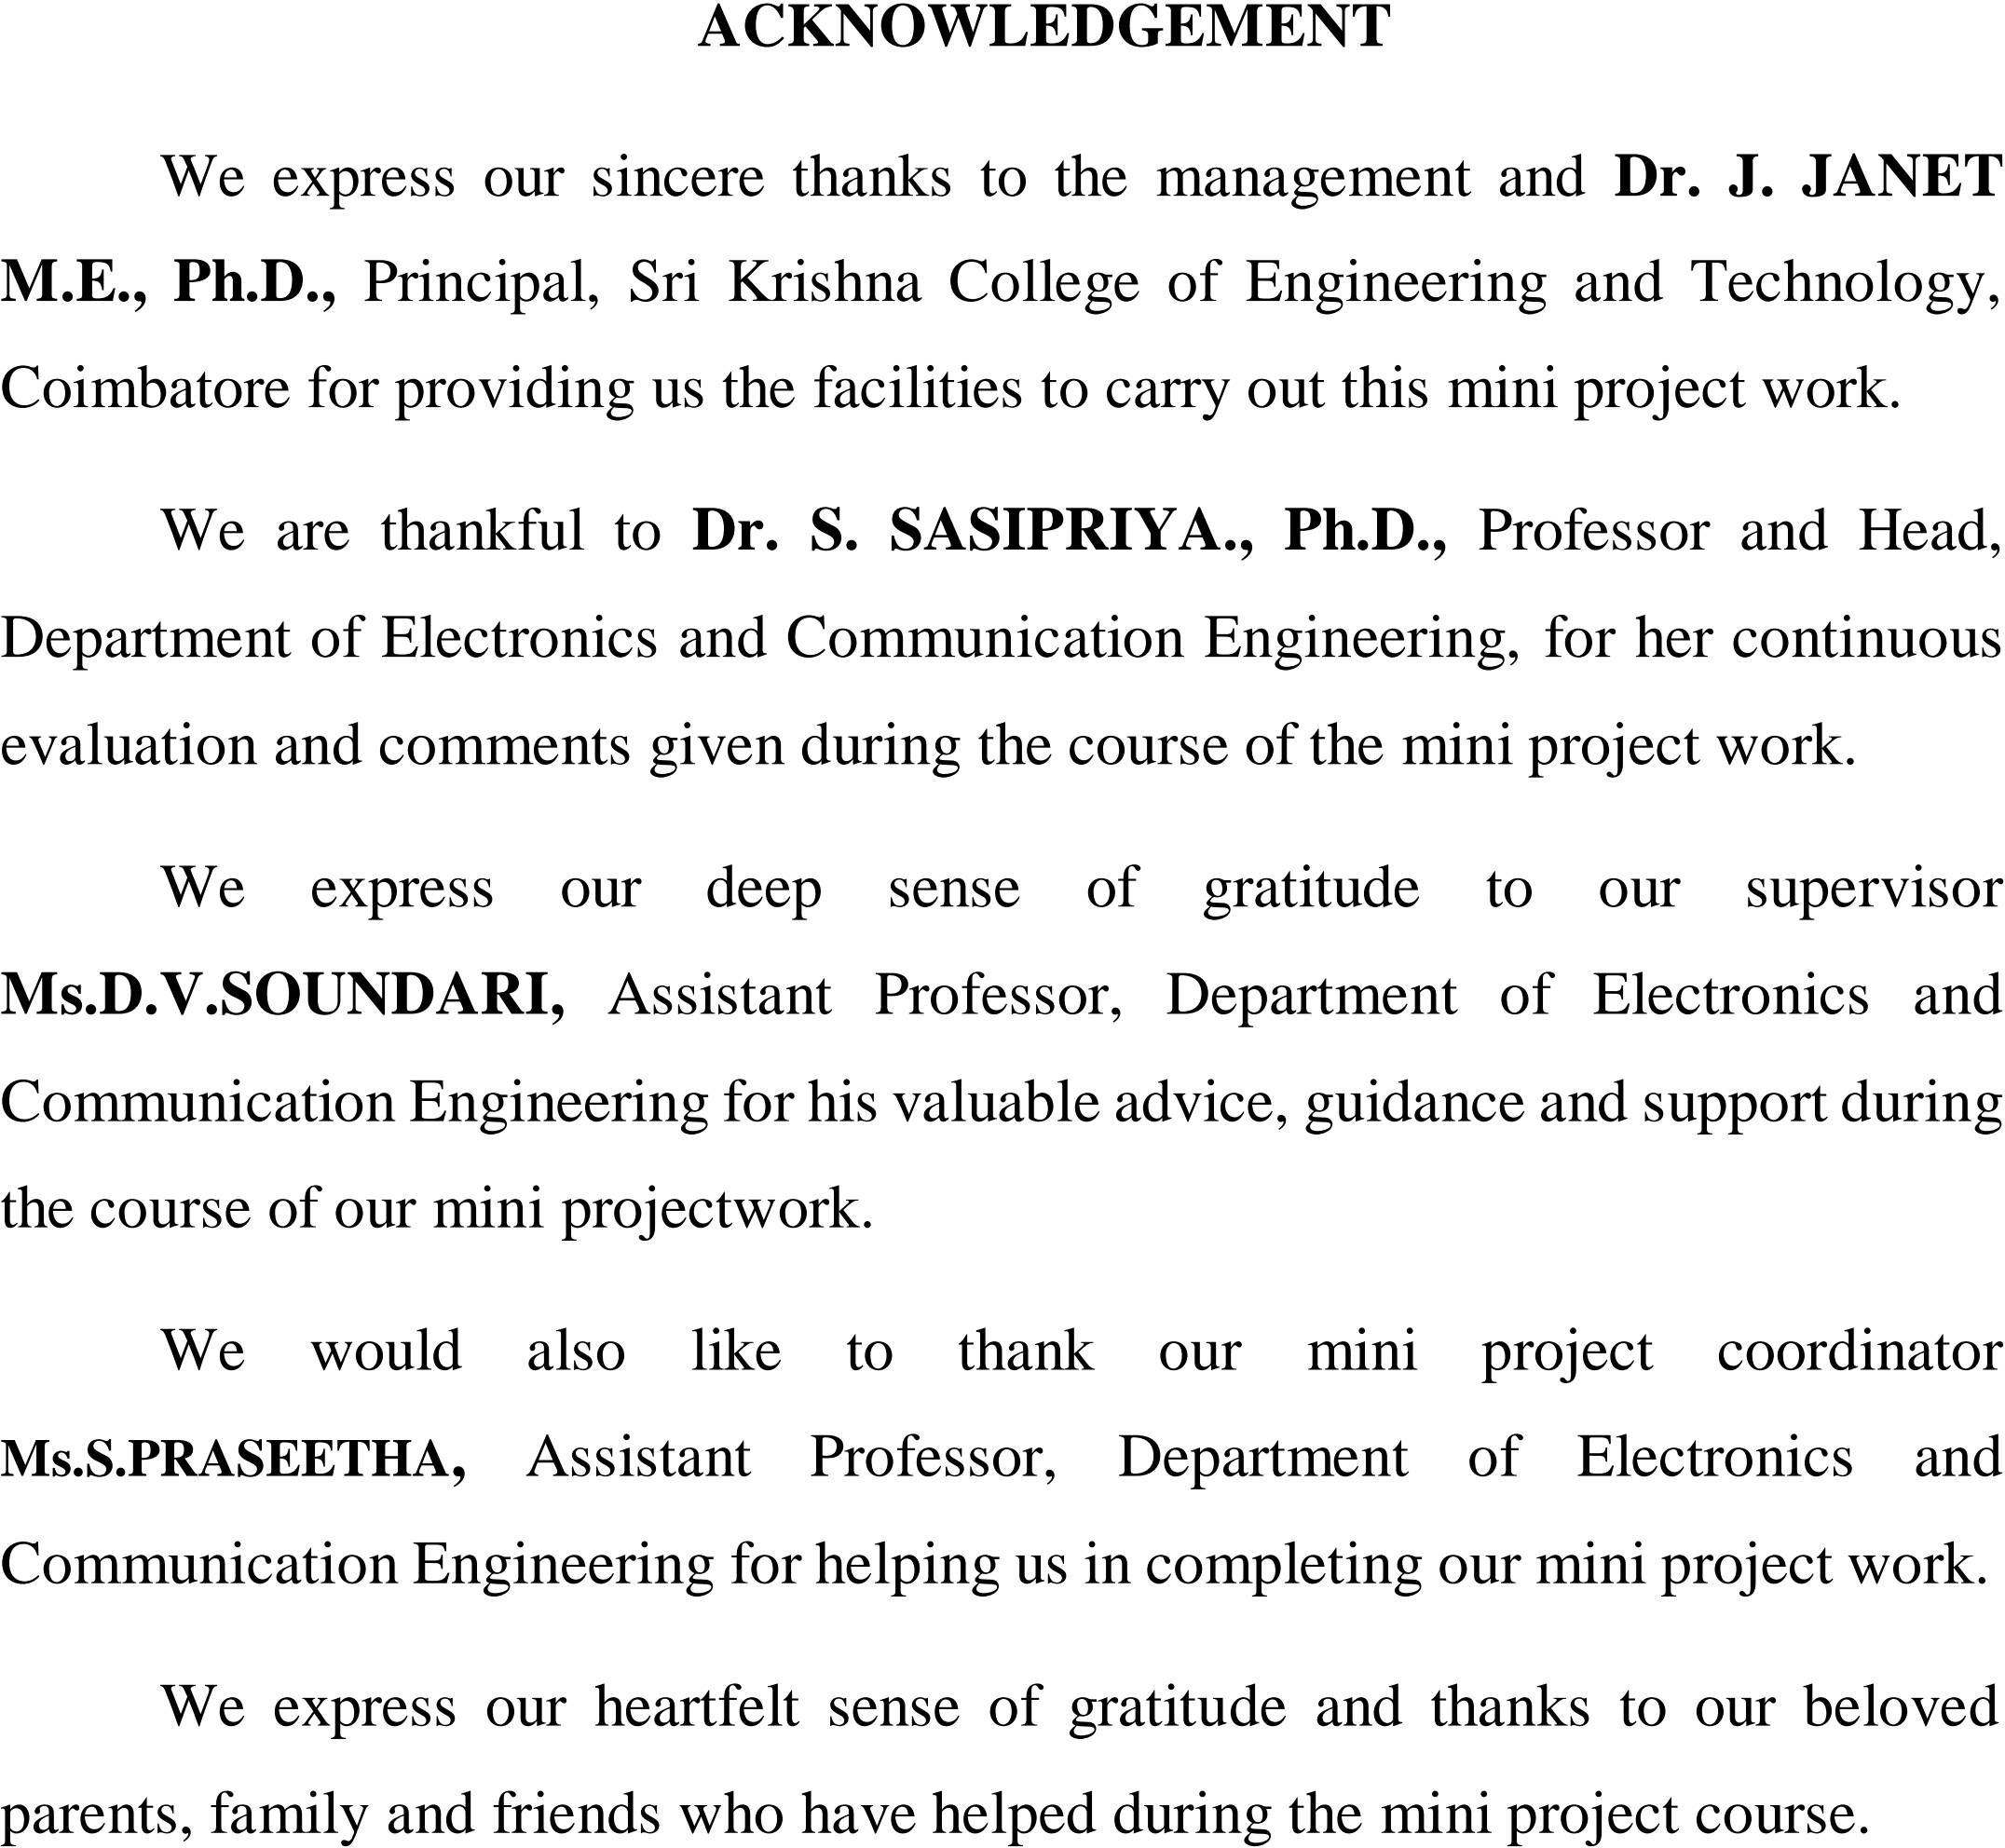 ACKNOWLEDGEMENT
We express our sincere thanks to the management and Dr. J. JANET
M.E., Ph.D., Principal, Sri Krishna College of Engineering and Technology,
Coimbatore for providing us the facilities to carry out this mini project work.
We are thankful to Dr. S. SASIPRIYA., Ph.D., Professor and Head,
Department of Electronics and Communication Engineering, for her continuous
evaluation and comments given during the course of the mini project work.
We express our deep sense of gratitude to our supervisor
Ms.D.V.SOUNDARI, Assistant Professor, Department of Electronics and
Communication Engineering for his valuable advice, guidance and support during
the course of our mini projectwork.
We would also like to thank our mini project coordinator
Ms.S.PRASEETHA, Assistant Professor, Department of Electronics and
Communication Engineering for helping us in completing our mini project work.
We express our heartfelt sense of gratitude and thanks to our beloved
parents, family and friends who have helped during the mini project course.